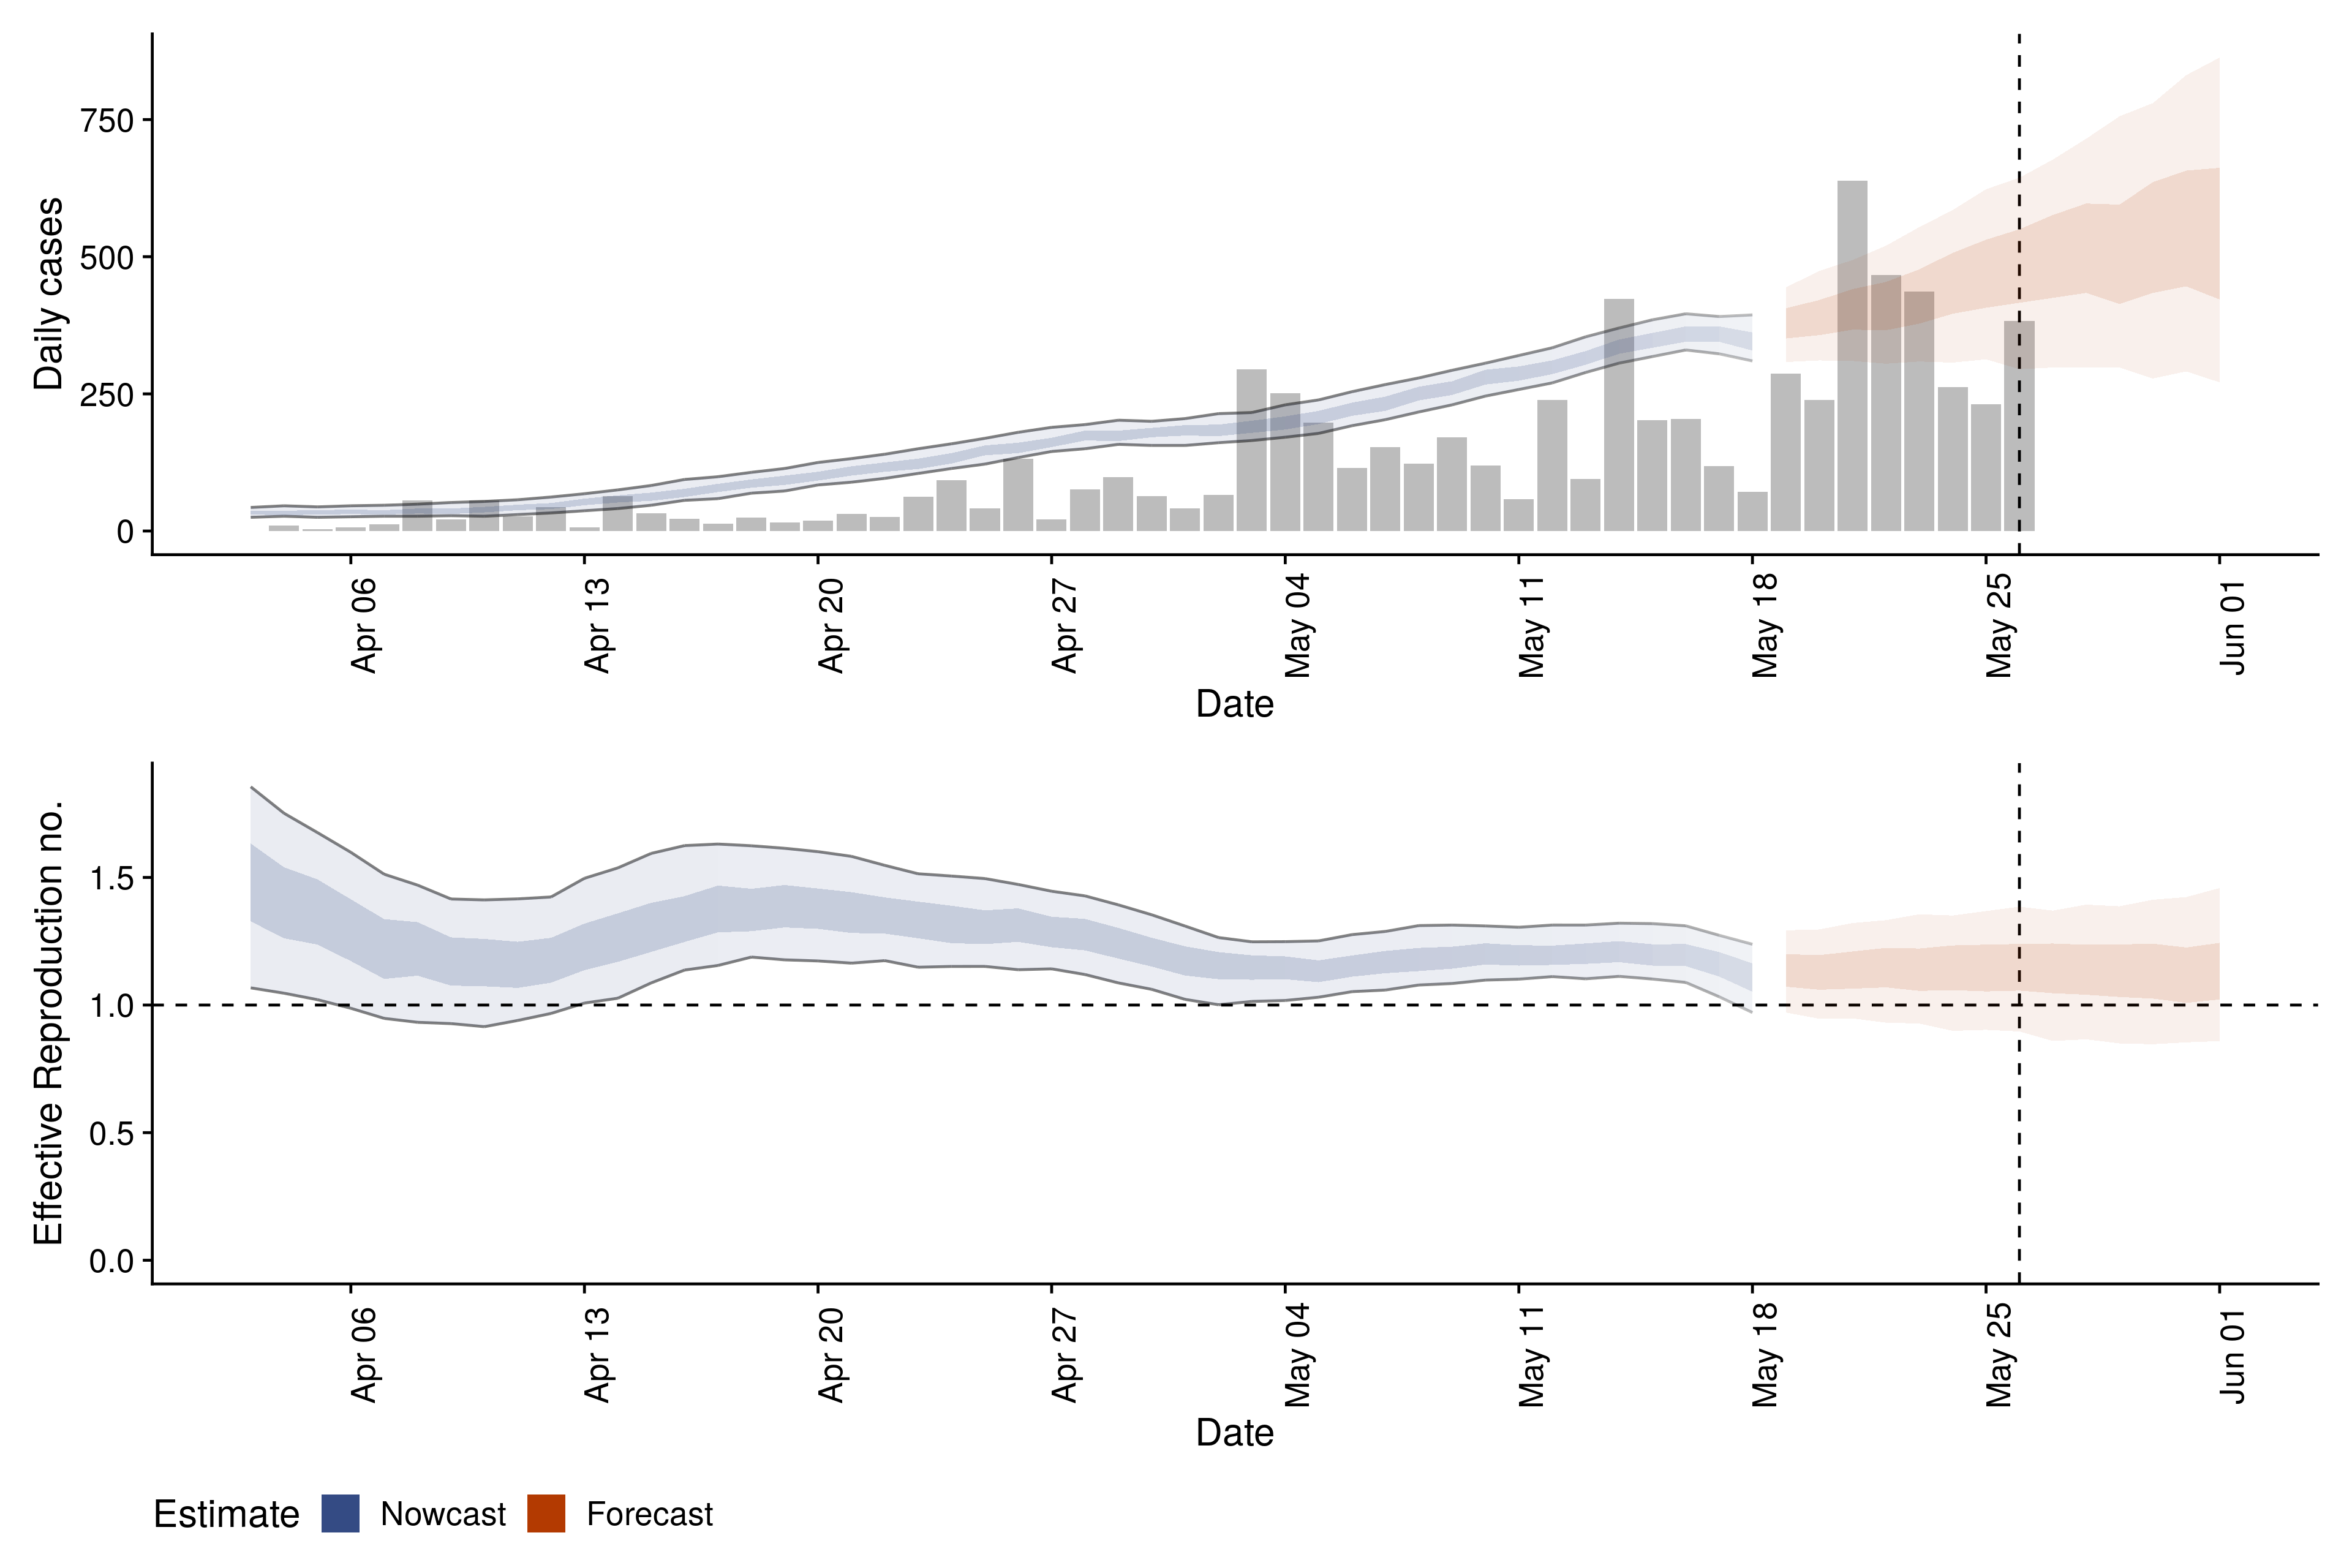 Daily cases
750
500
250
0
Apr 06
Apr 13
Apr 20
Apr 27
May 04
May 11
May 18
May 25
Jun 01
Date
Effective Reproduction no.
1.5
1.0
0.5
0.0
Apr 06
Apr 13
Apr 20
Apr 27
May 04
May 11
May 18
May 25
Jun 01
Date
Estimate Nowcast Forecast